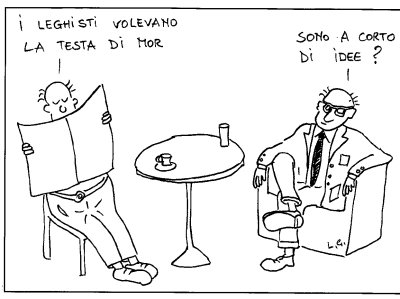 I LEGHISTI VOLEVANO
LA TESTA DI MOR
SONO A CORTO
DI IDEE ?
L.G.